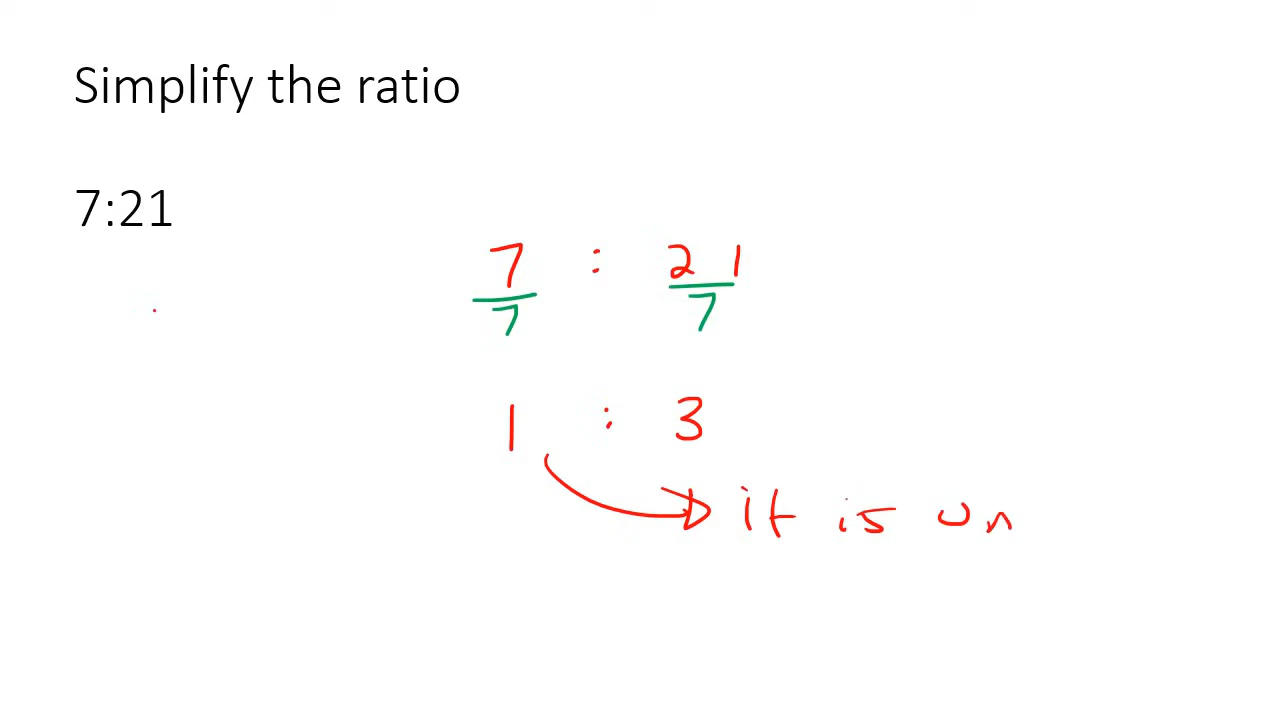 Simplify the ratio
7:21
7 : 21
7 7
1 : 3
it is un